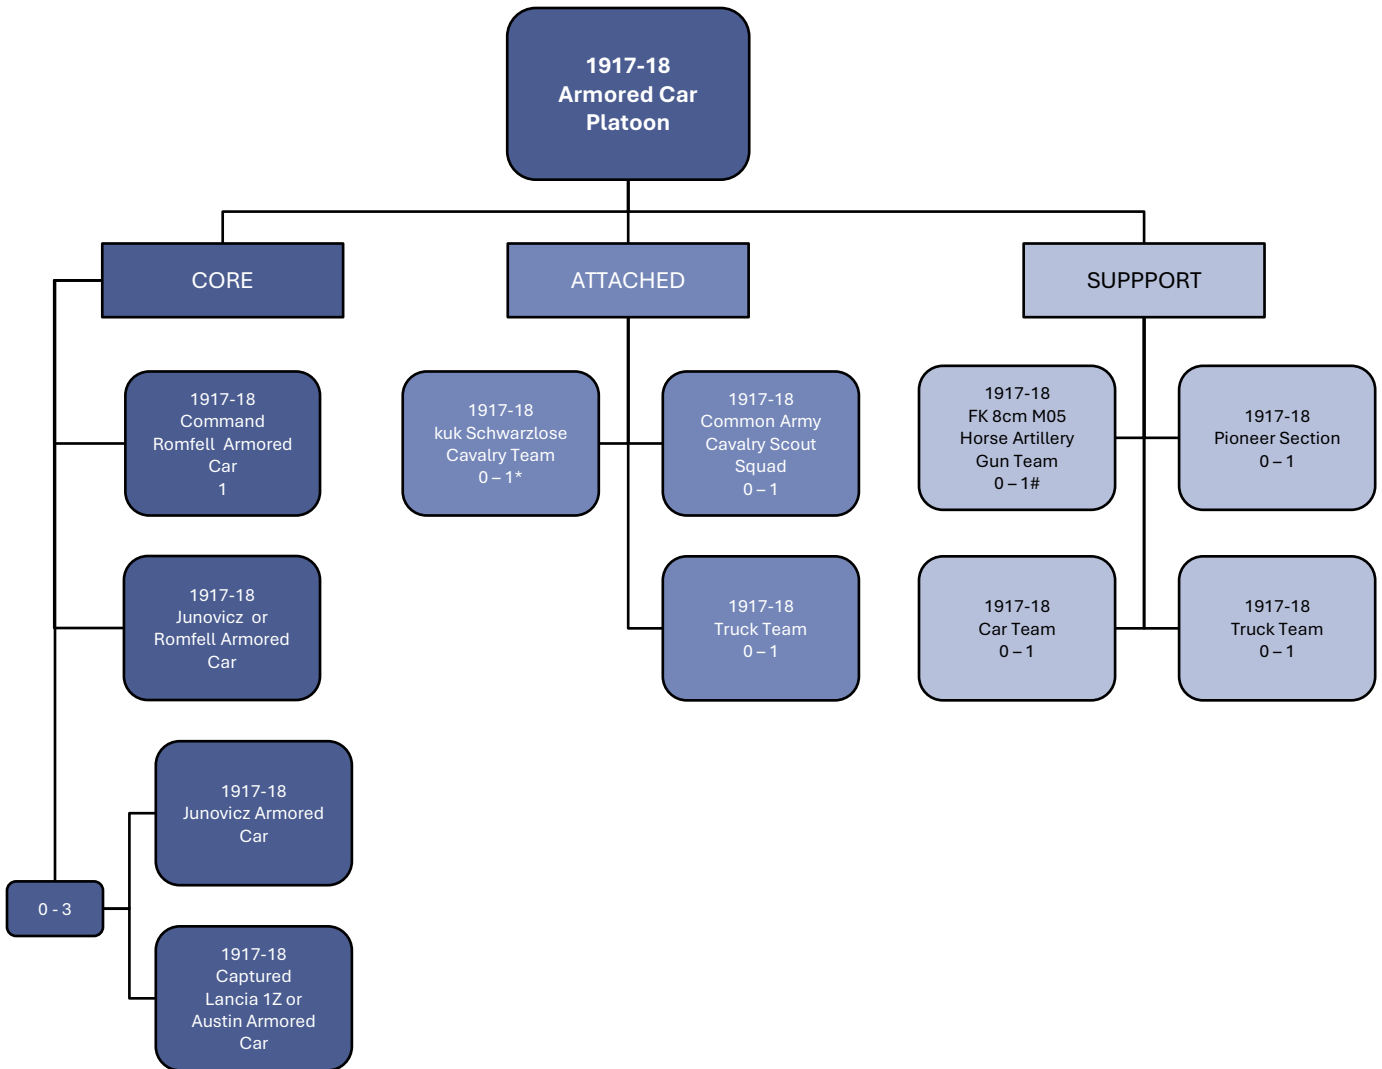 1917-18
Armored Car
Platoon
CORE
ATTACHED
SUPPPORT
1917-18
Command
Romfell Armored
Car
1
1917-18
kuk Schwarzlose
Cavalry Team
0 – 1*
1917-18
Common Army
Cavalry Scout
Squad
0 – 1
1917-18
FK 8cm M05
Horse Artillery
Gun Team
0 – 1#
1917-18
Pioneer Section
0 – 1
1917-18
Junovicz or
Romfell Armored
Car
1917-18
Truck Team
0 – 1
1917-18
Car Team
0 – 1
1917-18
Truck Team
0 – 1
1917-18
Junovicz Armored
Car
0 - 3
1917-18
Captured
Lancia 1Z or
Austin Armored
Car